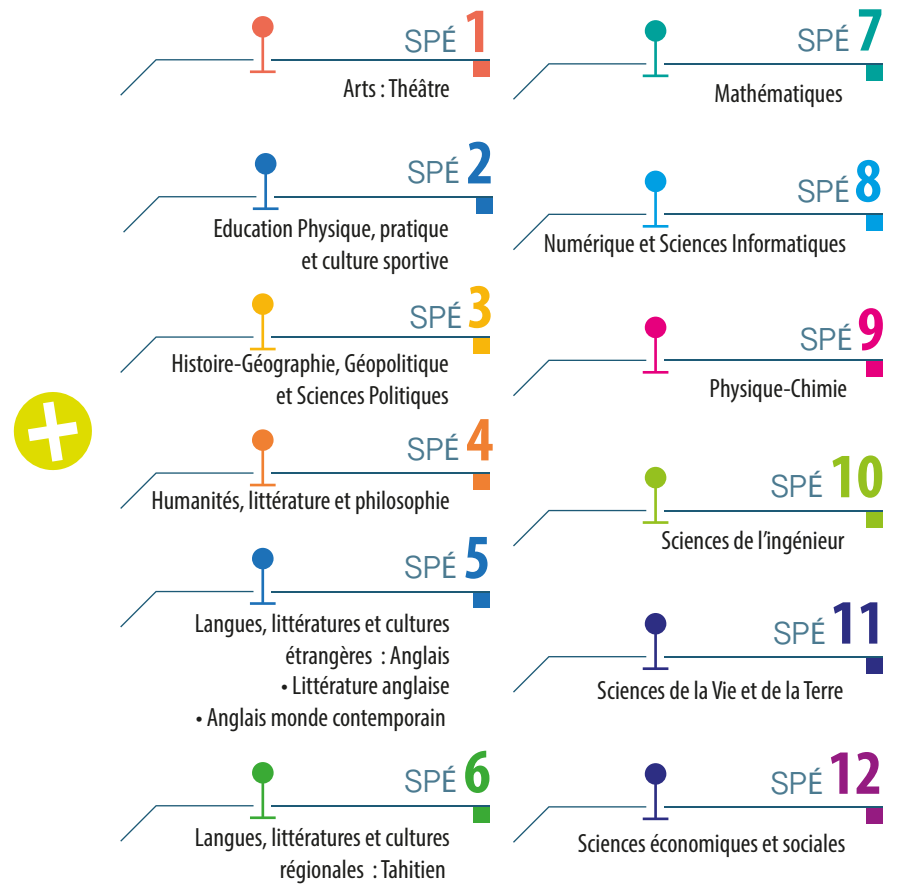 SPÉ 1
Arts : Théâtre
SPÉ 2
Education Physique, pratique
et culture sportive
SPÉ 3
Histoire-Géographie, Géopolitique
et Sciences Politiques
SPÉ 4
Humanités, littérature et philosophie
SPÉ 5
Langues, littératures et cultures
étrangères : Anglais
• Littérature anglaise
• Anglais monde contemporain
SPÉ 6
Langues, littératures et cultures
régionales : Tahitien
SPÉ 7
Mathématiques
SPÉ 8
Numérique et Sciences Informatiques
SPÉ 9
Physique-Chimie
SPÉ 10
Sciences de l'ingénieur
SPÉ 11
Sciences de la Vie et de la Terre
SPÉ 12
Sciences économiques et sociales